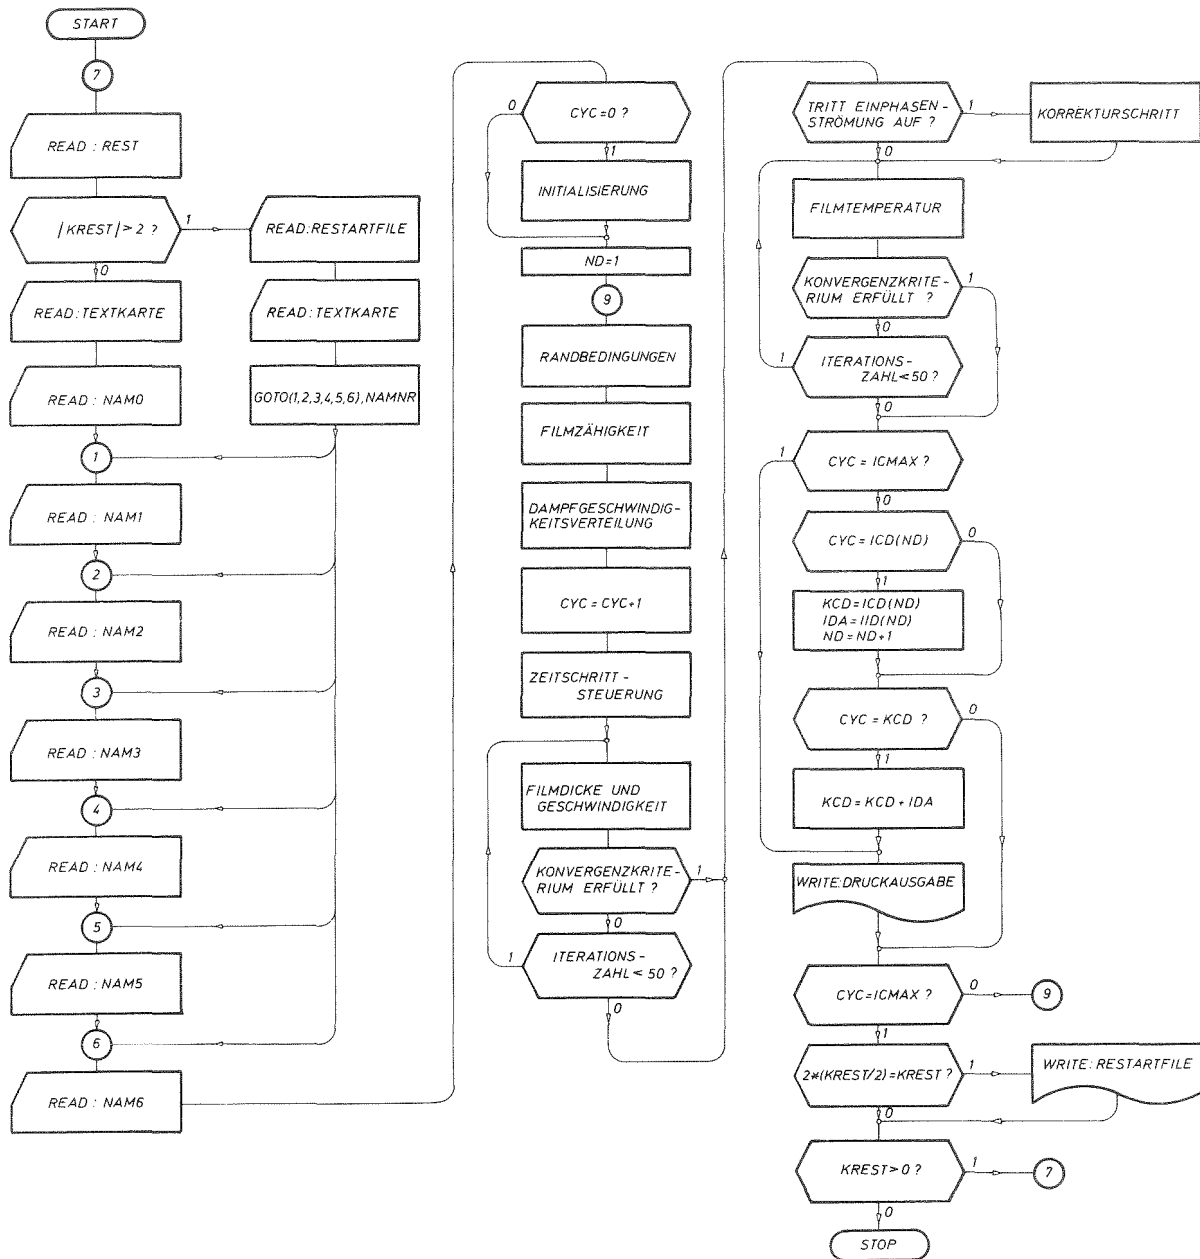 START
7
READ : REST
|KREST| > 2 ?
1
0
READ:RESTARTFILE
READ:TEXTKARTE
READ:TEXTKARTE
READ : NAM0
GOTO(1,2,3,4,5,6),NAMNR
1
READ : NAM1
2
READ : NAM2
3
READ : NAM3
4
READ : NAM4
5
READ : NAM5
6
READ : NAM6
0
CYC=0 ?
1
INITIALISIERUNG
ND=1
9
RANDBEDINGUNGEN
FILMZÄHIGKEIT
DAMPFGESCHWINDIG-
KEITSVERTEILUNG
CYC = CYC+1
ZEITSCHRITT-
STEUERUNG
FILMDICKE UND
GESCHWINDIGKEIT
KONVERGENZKRITE-
RIUM ERFÜLLT ?
1
0
1
ITERATIONS-
ZAHL < 50 ?
0
TRITT EINPHASEN-
STRÖMUNG AUF ?
1
KORREKTURSCHRITT
0
FILMTEMPERATUR
KONVERGENZKRITE-
RIUM ERFÜLLT ?
1
0
1
ITERATIONS-
ZAHL < 50 ?
0
1
CYC = ICMAX ?
0
CYC = ICD(ND)
0
1
KCD=ICD(ND)
IDA=IID(ND)
ND=ND+1
CYC = KCD ?
0
1
KCD=KCD+IDA
WRITE:DRUCKAUSGABE
CYC=ICMAX ?
0
9
1
2*(KREST/2)=KREST ?
1
WRITE:RESTARTFILE
0
KREST>0 ?
1
7
0
STOP